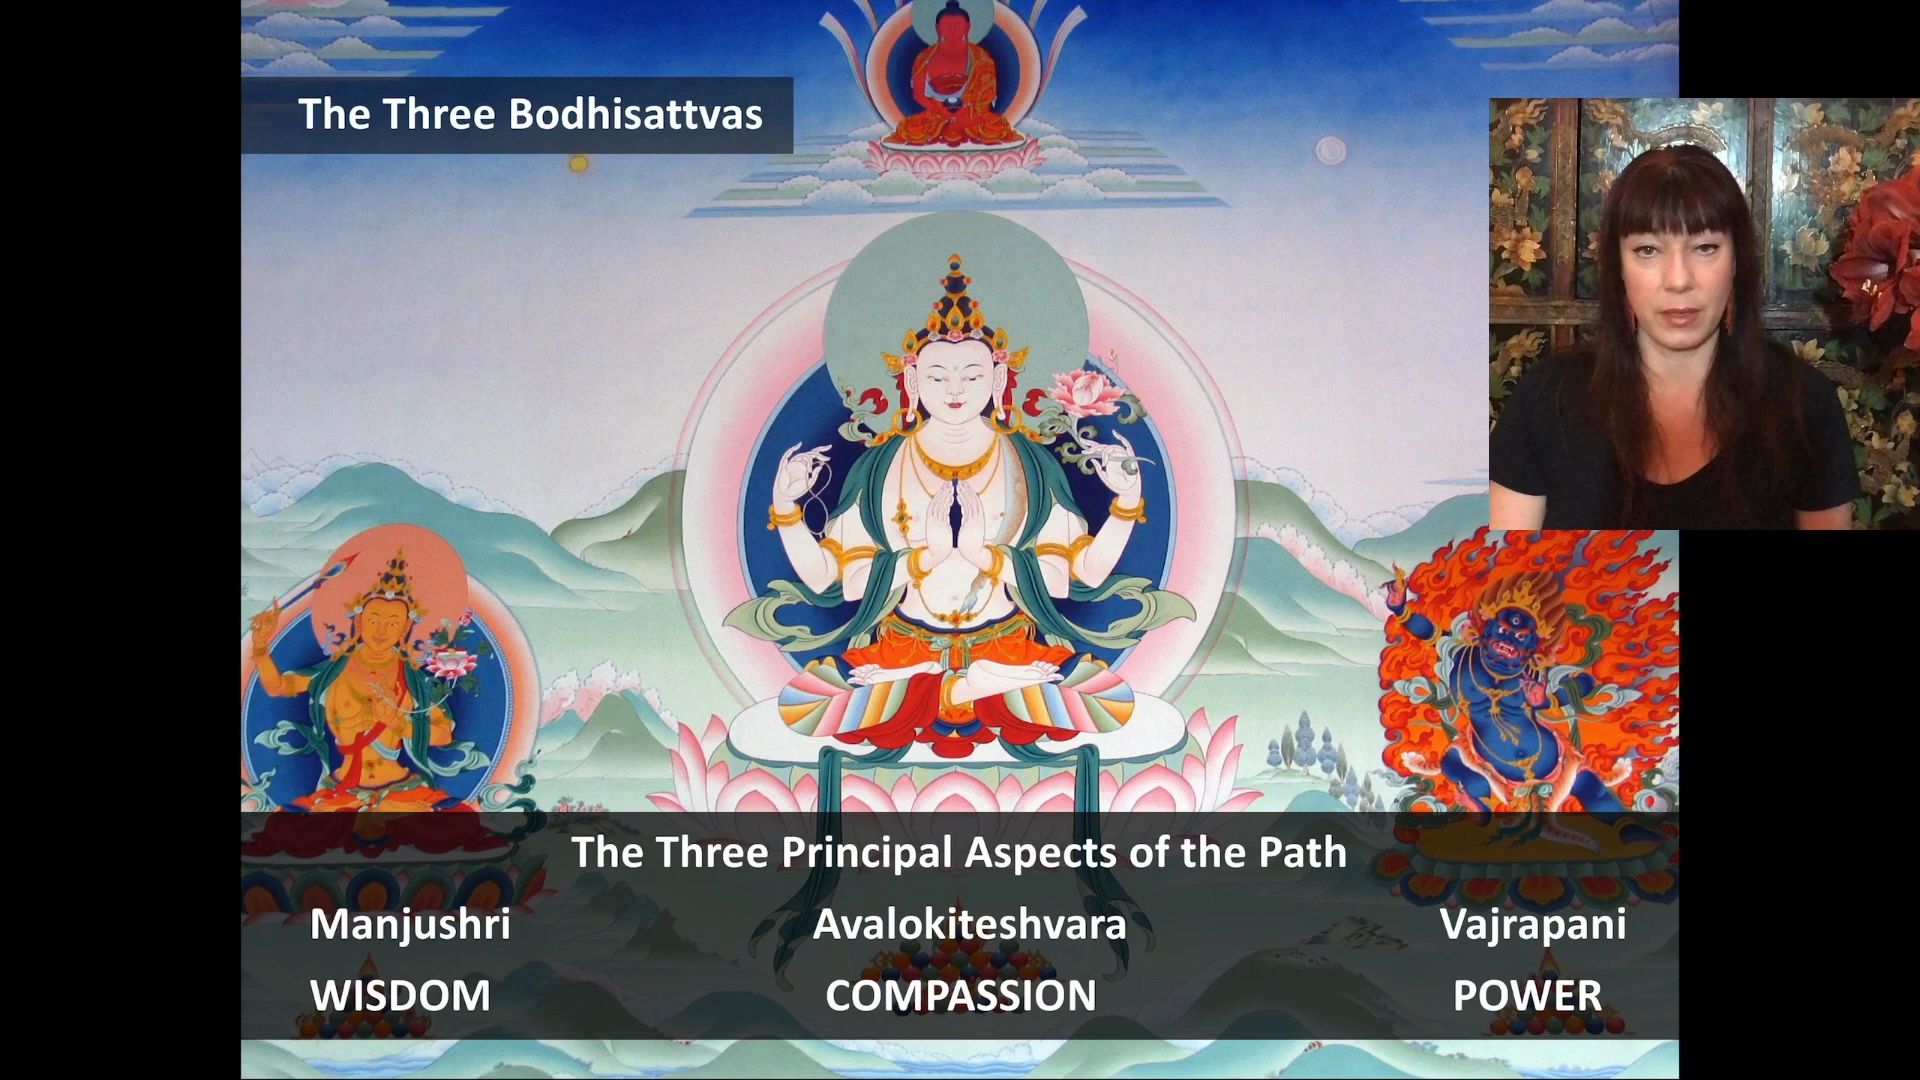 The Three Bodhisattvas
The Three Principal Aspects of the Path
Manjushri Avalokiteshvara Vajrapani
WISDOM COMPASSION POWER